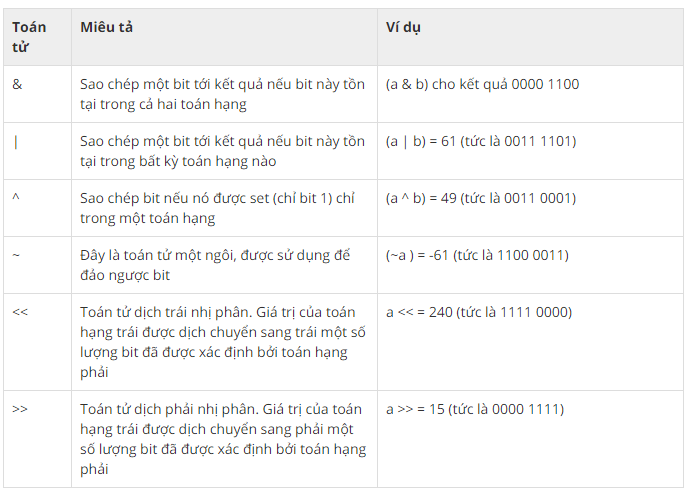 Toán tử Miêu tả Ví dụ
& Sao chép một bit tới kết quả nếu bit này tồn (a & b) cho kết quả 0000 1100
tại trong cả hai toán hạng
| Sao chép một bit tới kết quả nếu bit này tồn (a | b) = 61 (tức là 0011 1101)
tại trong bất kỳ toán hạng nào
^ Sao chép bit nếu nó được set (chỉ bit 1) chỉ (a ^ b) = 49 (tức là 0011 0001)
trong một toán hạng
~ Đây là toán tử một ngôi, được sử dụng để (~a ) = -61 (tức là 1100 0011)
đảo ngược bit
<< Toán tử dịch trái nhị phân. Giá trị của toán a << = 240 (tức là 1111 0000)
hạng trái được dịch chuyển sang trái một số
lượng bit đã được xác định bởi toán hạng
phải
>> Toán tử dịch phải nhị phân. Giá trị của toán a >> = 15 (tức là 0000 1111)
hạng trái được dịch chuyển sang phải một
số lượng bit đã được xác định bởi toán hạng
phải